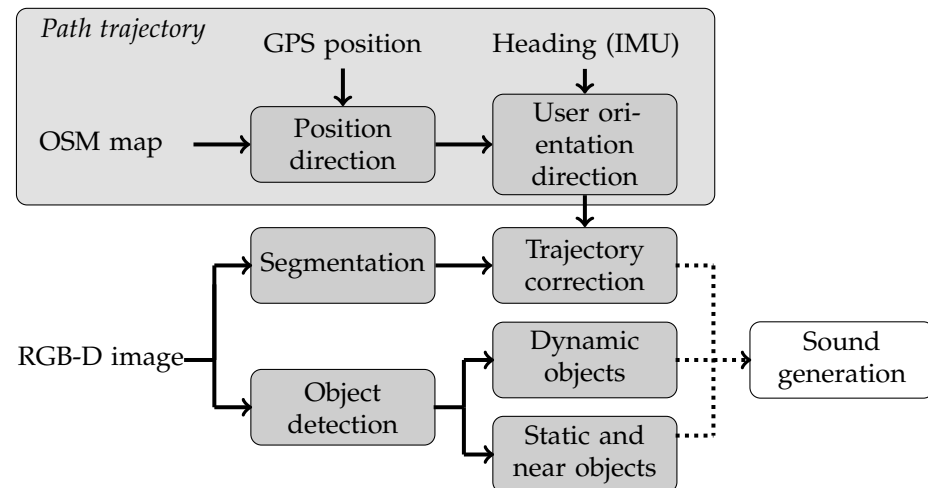 Path trajectory
GPS position
Heading (IMU)
OSM map
Position
direction
User ori-
entation
direction
Segmentation
Trajectory
correction
RGB-D image
Object
detection
Dynamic
objects
Static and
near objects
Sound
generation